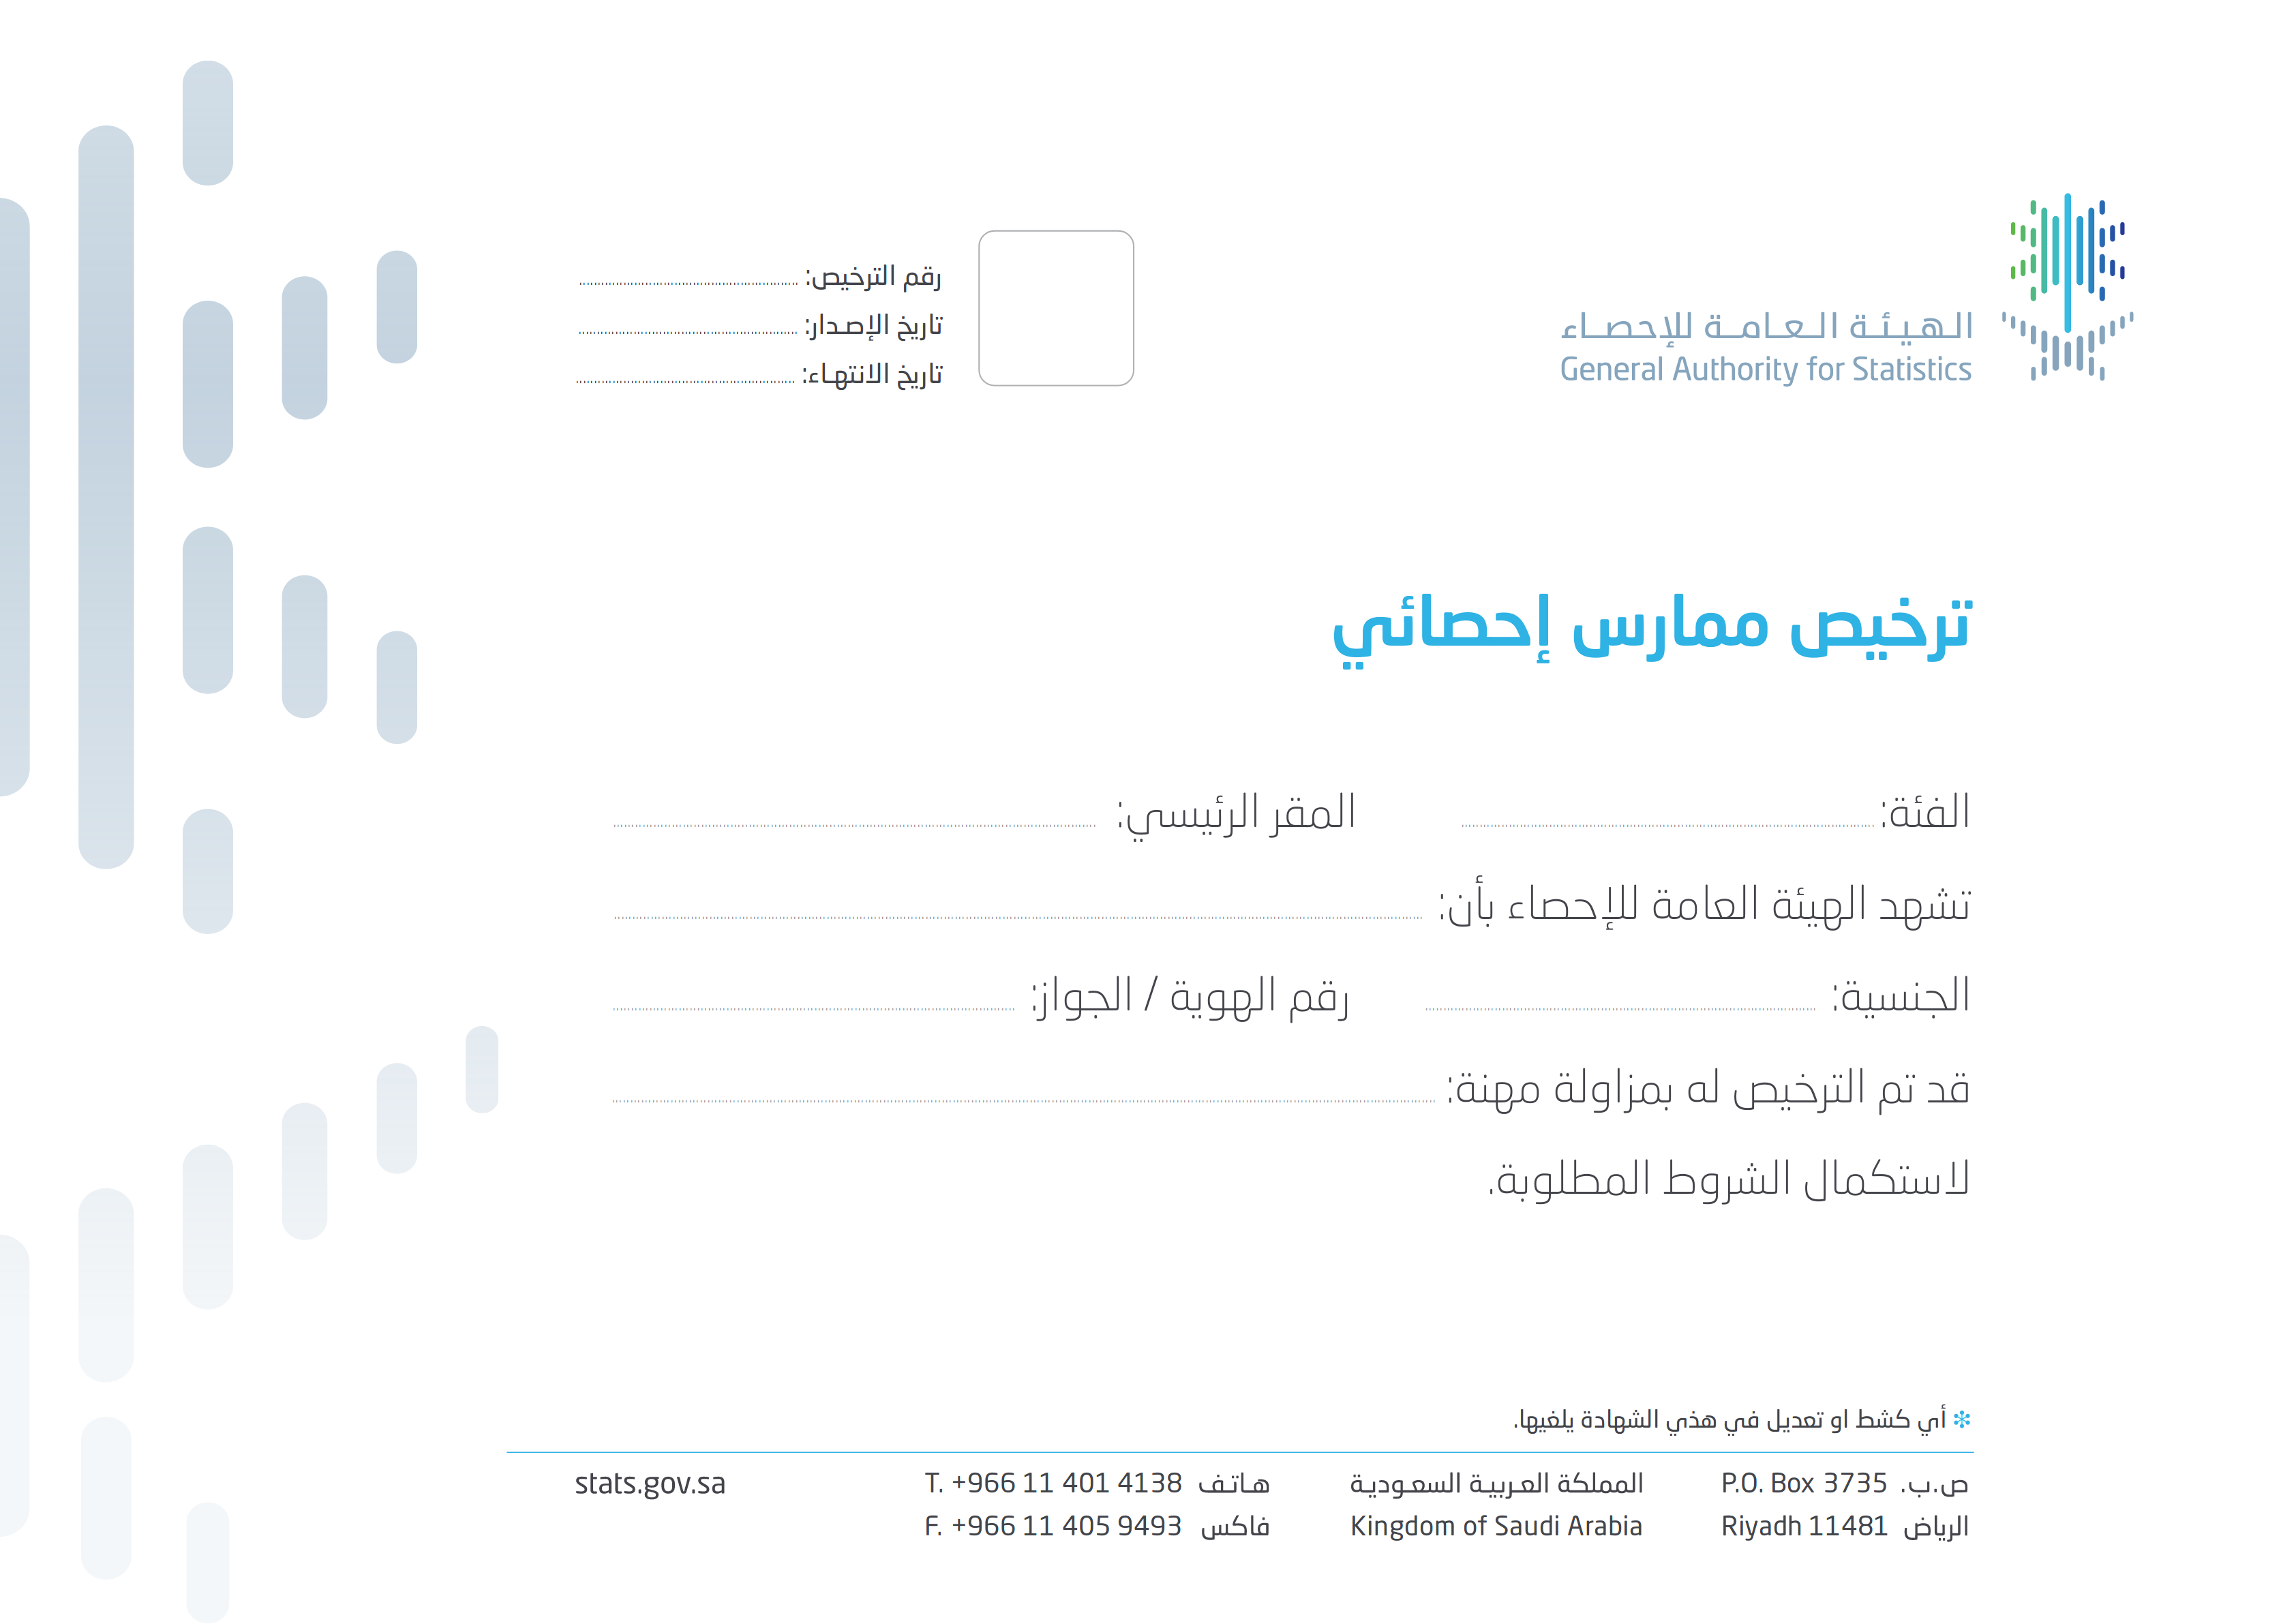 الهيئة العامة للإحصاء
General Authority for Statistics
رقم الترخيص:
تاريخ الإصدار:
تاريخ الانتهاء:
ترخيص ممارس إحصائي
الفئة: المقر الرئيسي:
تشهد الهيئة العامة للإحصاء بأن:
الجنسية: رقم الهوية / الجواز:
قد تم الترخيص له بمزاولة مهنة:
لاستكمال الشروط المطلوبة.
أي كشط او تعديل في هذي الشهادة يلغيها.
ص.ب. P.O. Box 3735 المملكة العربية السعودية هاتف T. +966 11 401 4138 stats.gov.sa
الرياض Riyadh 11481 Kingdom of Saudi Arabia فاكس F. +966 11 405 9493